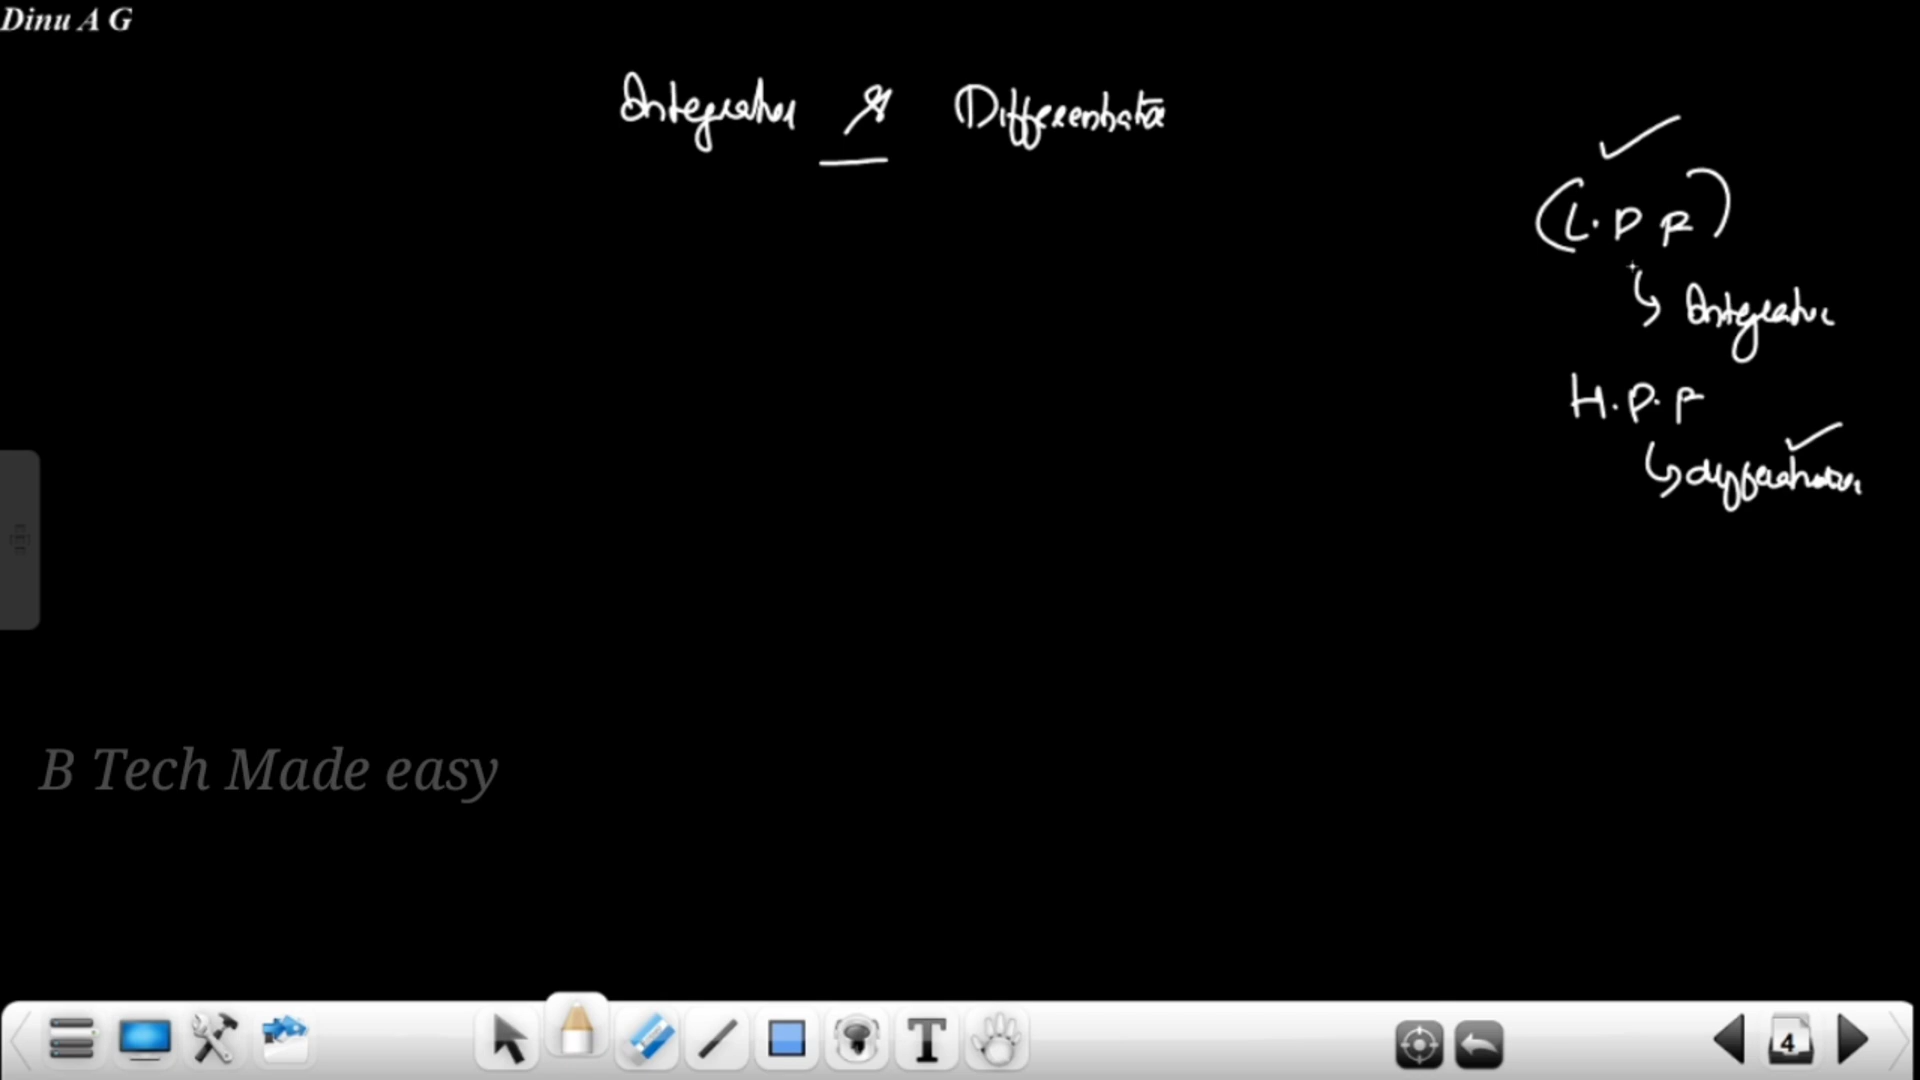 Dinu A G
Integrator & Differentiator
(L.P F)
↳ Integrator
H.P.F
↳ differentiator
B Tech Made easy
4